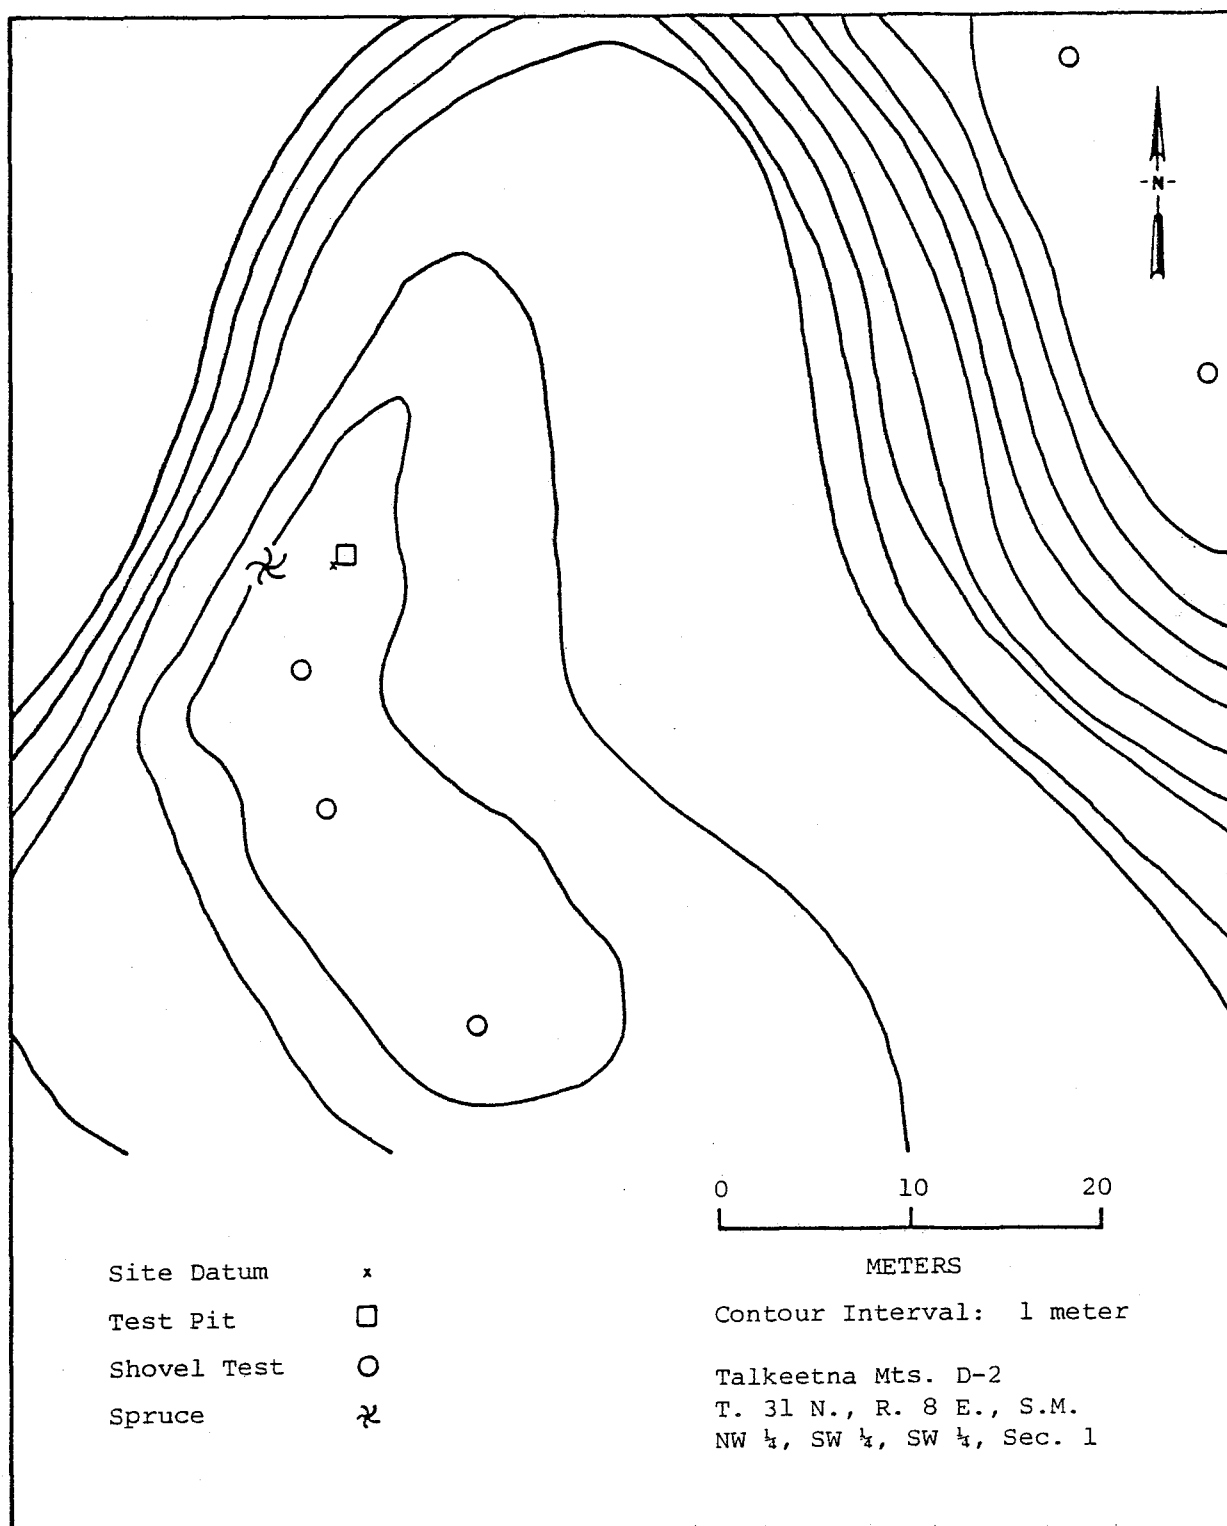 -N-
0 10 20
METERS
Contour Interval: 1 meter
Talkeetna Mts. D-2
T. 31 N., R. 8 E., S.M.
NW ¼, SW ¼, SW ¼, Sec. 1
Site Datum x
Test Pit
Shovel Test
Spruce